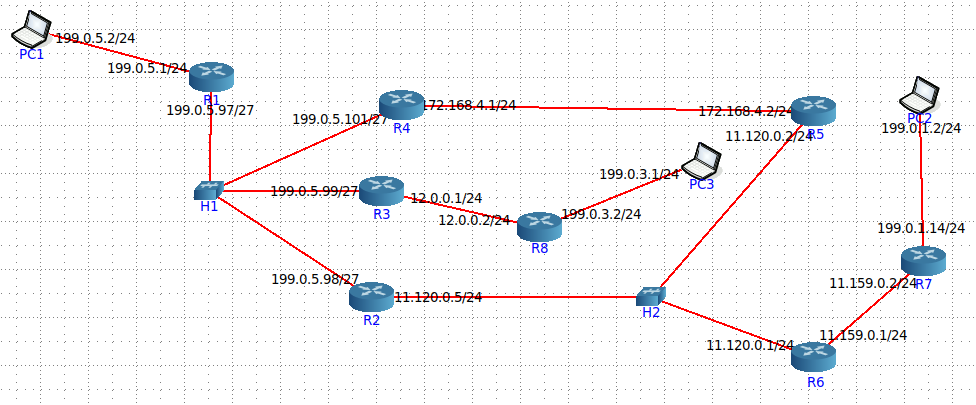 199.0.5.2/24
PC1
199.0.5.1/24
R1
199.0.5.97/27
199.0.5.101/27
R4
172.168.4.1/24
172.168.4.2/24
R5
11.120.0.2/24
PC2
199.0.1.2/24
H1
199.0.5.99/27
R3
12.0.0.1/24
12.0.0.2/24
R8
199.0.3.1/24
PC3
199.0.3.2/24
199.0.1.14/24
R7
11.159.0.2/24
199.0.5.98/27
R2
11.120.0.5/24
H2
11.120.0.1/24
11.159.0.1/24
R6